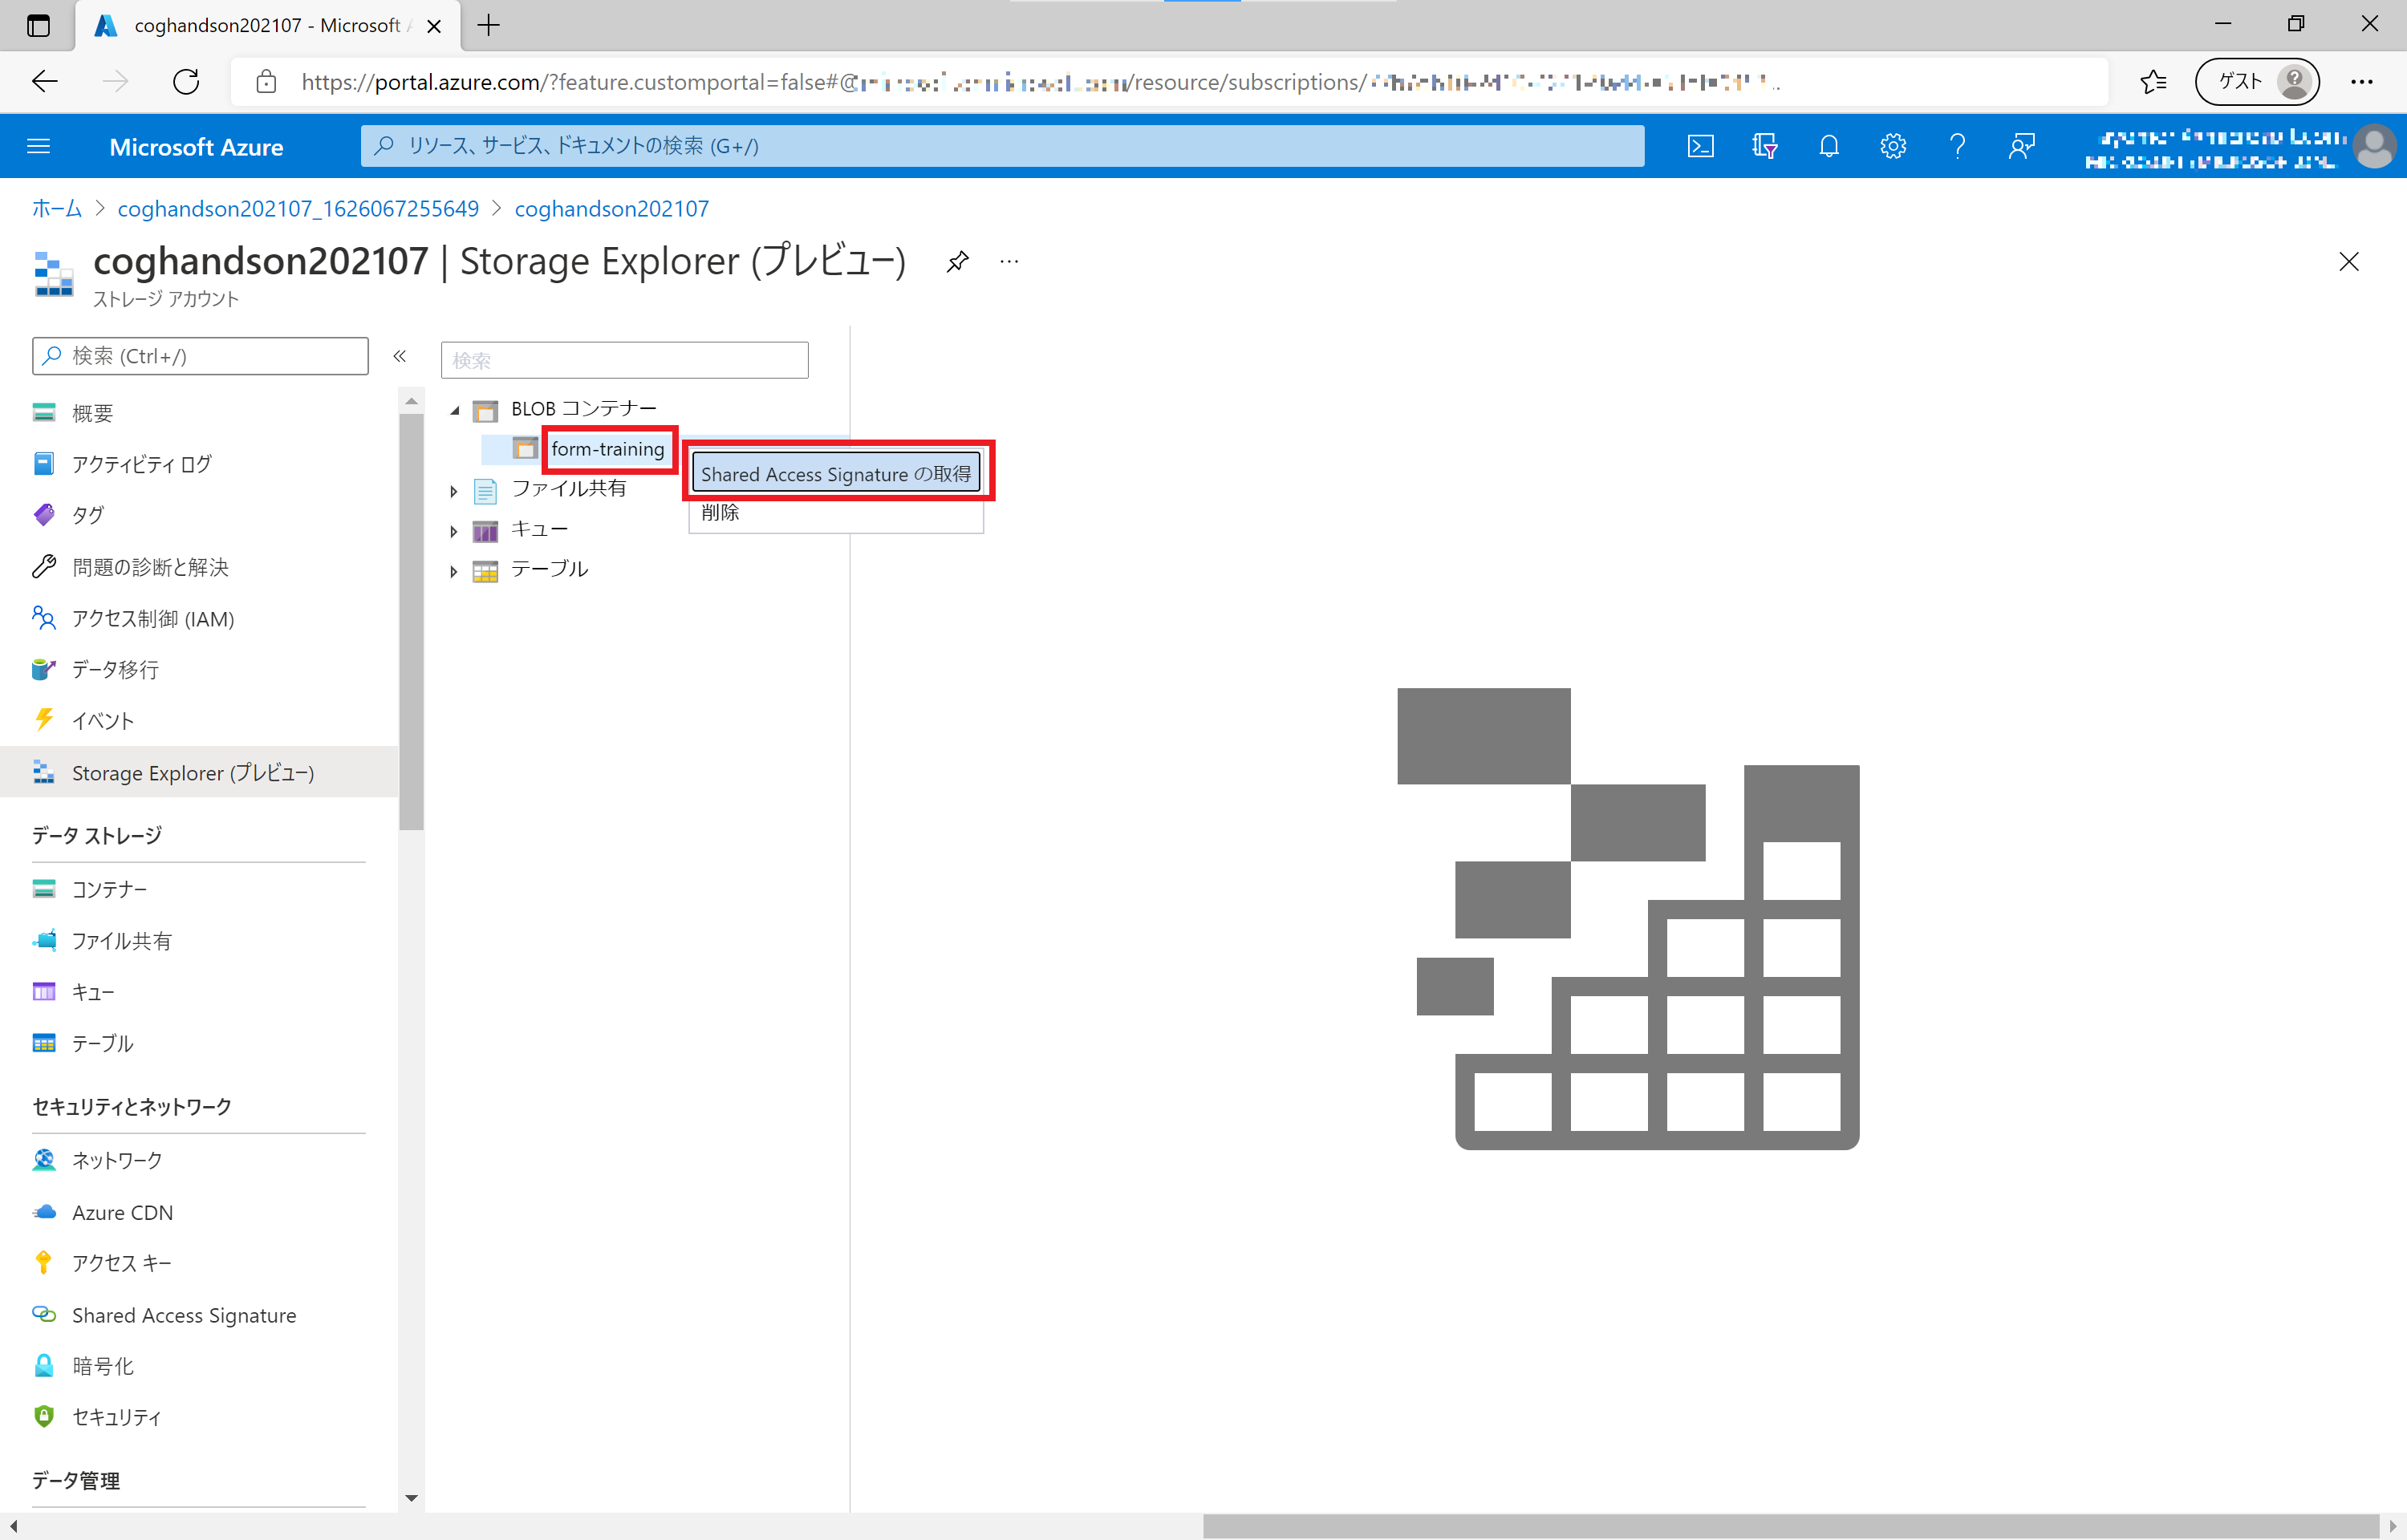 coghandson202107 - Microsoft A
https://portal.azure.com/?feature.customportal=false#@
/resource/subscriptions/
..
ゲスト
Microsoft Azure
リソース、サービス、ドキュメントの検索 (G+/)
ホーム > coghandson202107_1626067255649 > coghandson202107
coghandson202107 | Storage Explorer (プレビュー)
ストレージ アカウント
検索 (Ctrl+/)
概要
アクティビティ ログ
タグ
問題の診断と解決
アクセス制御 (IAM)
データ移行
イベント
Storage Explorer (プレビュー)
データ ストレージ
コンテナー
ファイル共有
キュー
テーブル
セキュリティとネットワーク
ネットワーク
Azure CDN
アクセス キー
Shared Access Signature
暗号化
セキュリティ
データ管理
検索
BLOB コンテナー
form-training
ファイル共有
キュー
テーブル
Shared Access Signature の取得
削除